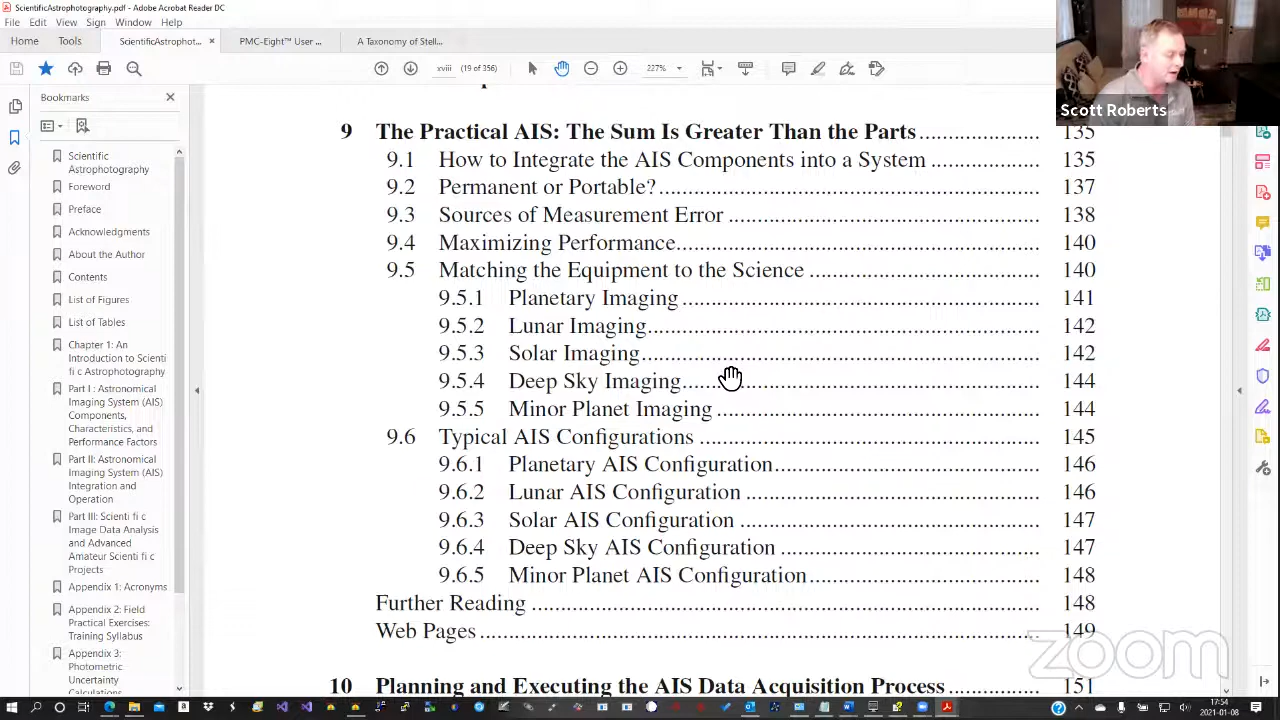 ScientificAstrophotography.pdf - Adobe Acrobat Reader DC
File Edit View Sign Window Help
Home Tools ScientificAstrophot... × PMC-Eight™ User ... A Taxonomy of Stell...
xviii (19 of 356) 227%
Scott Roberts
Bookmarks
Scientific
Astrophotography
Foreword
Preface
Acknowledgments
About the Author
Contents
List of Figures
List of Tables
Chapter 1: An
Introduction to Scienti
fi c Astrophotography
Part I : Astronomical
Imaging System (AIS)
Components,
Characteristics, and
Performance Factors
Part II: Astronomical
Imaging System (AIS)
Integration and
Operation
Part III: Scienti fi c
Image Data Analysis
and Advanced
Amateur Scienti fi c
Projects
Appendix 1: Acronyms
Appendix 2: Field
Practical Exercises:
Training Syllabus
Appendix 3:
Photometric
Uncertainty
Calculations
9 The Practical AIS: The Sum Is Greater Than the Parts 135
9.1 How to Integrate the AIS Components into a System 135
9.2 Permanent or Portable? 137
9.3 Sources of Measurement Error 138
9.4 Maximizing Performance 140
9.5 Matching the Equipment to the Science 140
9.5.1 Planetary Imaging 141
9.5.2 Lunar Imaging 142
9.5.3 Solar Imaging 142
9.5.4 Deep Sky Imaging 144
9.5.5 Minor Planet Imaging 144
9.6 Typical AIS Configurations 145
9.6.1 Planetary AIS Configuration 146
9.6.2 Lunar AIS Configuration 146
9.6.3 Solar AIS Configuration 147
9.6.4 Deep Sky AIS Configuration 147
9.6.5 Minor Planet AIS Configuration 148
Further Reading 148
Web Pages 149
10 Planning and Executing the AIS Data Acquisition Process 151
zoom
17:54
2021-01-08